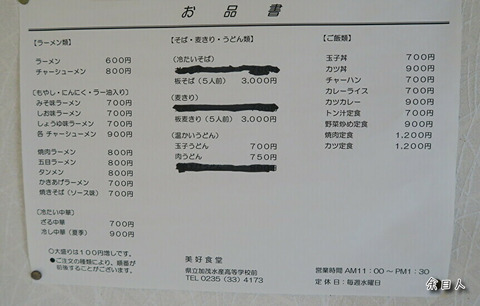 お品書
【ラーメン類】
ラーメン 600円
チャーシューメン 800円
【もやし・にんにく・ラー油入り】
みそ味ラーメン 700円
しお味ラーメン 700円
しょうゆ味ラーメン 700円
各 チャーシューメン 900円
焼肉ラーメン 800円
五目ラーメン 800円
タンメン 800円
かきあげラーメン 700円
焼きそば（ソース味） 700円
（冷たい中華）
ざる中華 700円
冷し中華（夏季） 900円
○大盛りは100円増しです。
●ご注文の種類により、順番が
前後することがございます。
【そば・麦きり・うどん類】
（冷たいそば）
板そば（5人前） 3,000円
（麦きり）
板麦きり（5人前） 3,000円
（温かいうどん）
玉子うどん 700円
肉うどん 750円
美好食堂
県立加茂水産高等学校前
TEL 0235（33）4173
【ご飯類】
玉子丼 700円
カツ丼 900円
チャーハン 700円
カレーライス 700円
カツカレー 900円
トン汁定食 700円
野菜炒め定食 900円
焼肉定食 1,200円
カツ定食 1,200円
営業時間 AM11：00～PM1：30
定休日：毎週水曜日
余目人